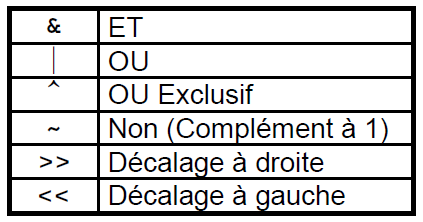 & ET
| OU
^ OU Exclusif
~ Non (Complément à 1)
>> Décalage à droite
<< Décalage à gauche